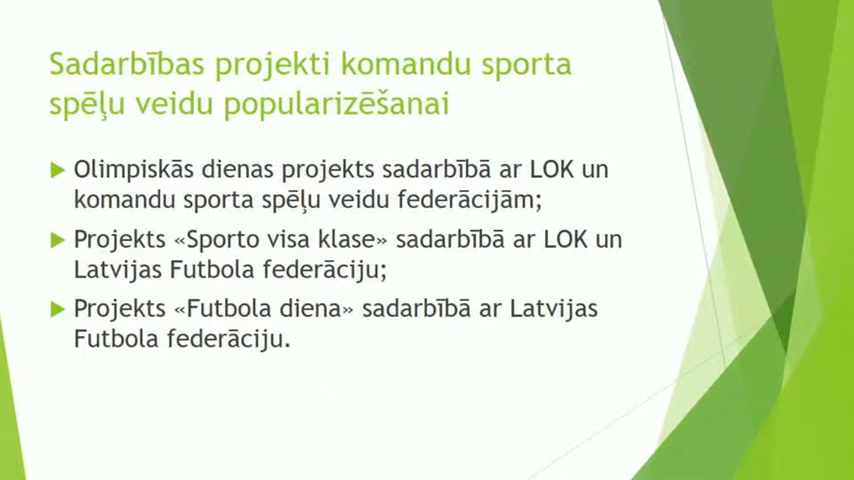 Sadarbības projekti komandu sporta
spēļu veidu popularizēšanai
Olimpiskās dienas projekts sadarbībā ar LOK un
komandu sporta spēļu veidu federācijām;
Projekts «Sporto visa klase» sadarbībā ar LOK un
Latvijas Futbola federāciju;
Projekts «Futbola diena» sadarbībā ar Latvijas
Futbola federāciju.